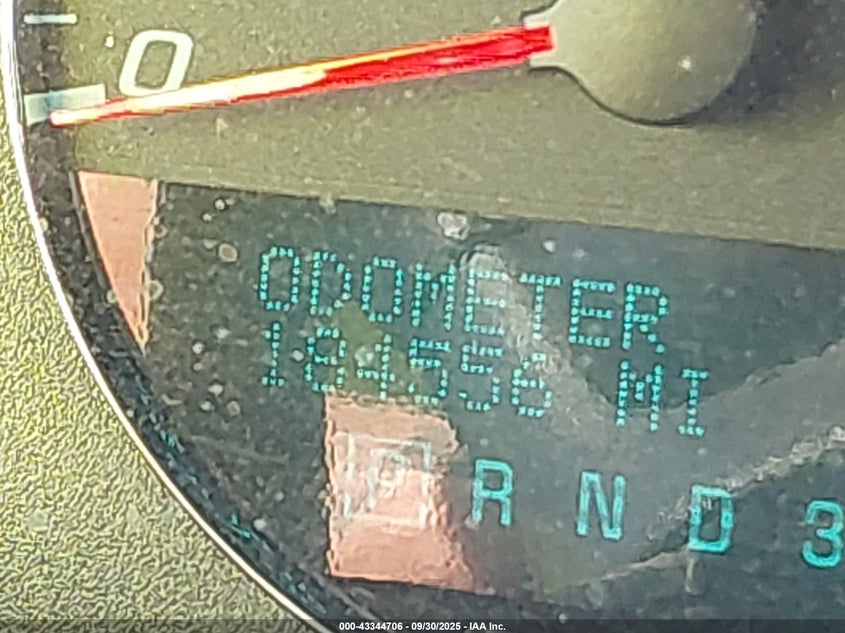 0
ODOMETER
184556 MI
P R N D 3
000-43344706 - 09/30/2025 - IAA Inc.